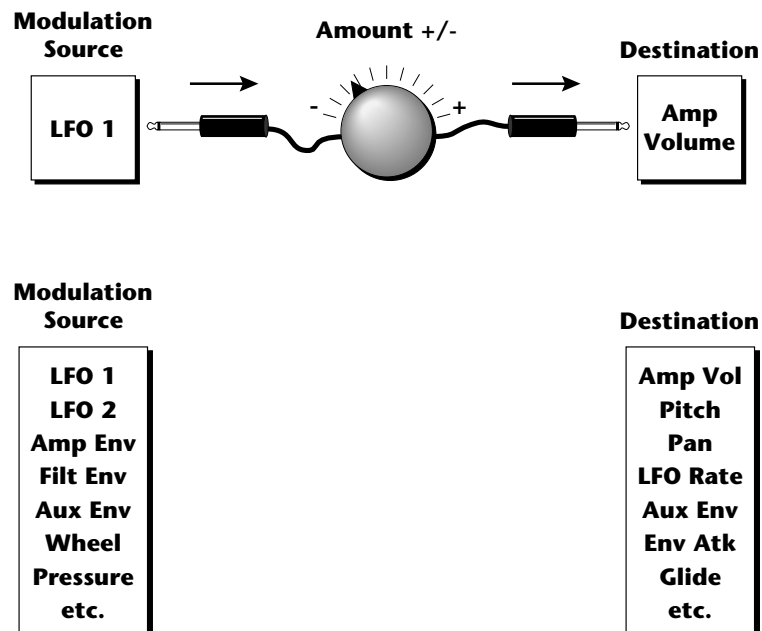 Modulation
Source
Amount +/-
Destination
LFO 1
-
+
Amp
Volume
Modulation
Source
Destination
LFO 1
LFO 2
Amp Env
Filt Env
Aux Env
Wheel
Pressure
etc.
Amp Vol
Pitch
Pan
LFO Rate
Aux Env
Env Atk
Glide
etc.